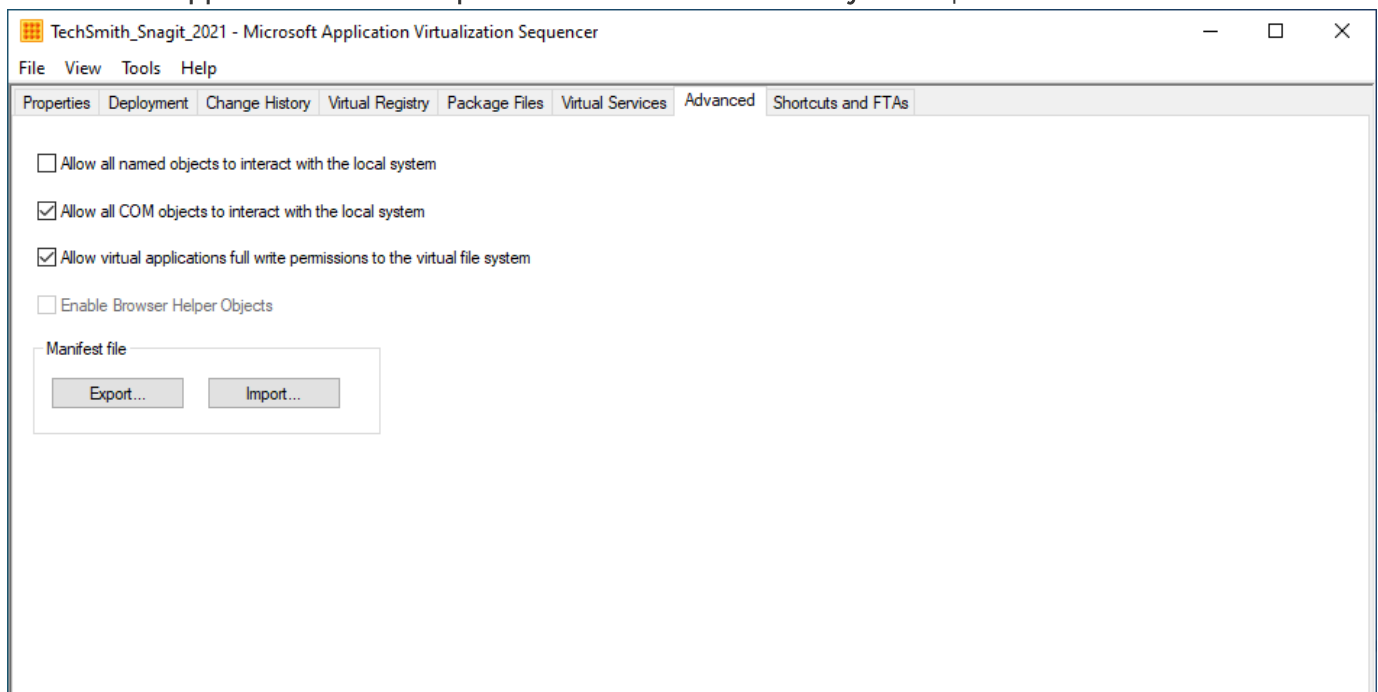 TechSmith_Snagit_2021 - Microsoft Application Virtualization Sequencer
File View Tools Help
Properties Deployment Change History Virtual Registry Package Files Virtual Services Advanced Shortcuts and FTAs
Allow all named objects to interact with the local system
Allow all COM objects to interact with the local system
Allow virtual applications full write permissions to the virtual file system
Enable Browser Helper Objects
Manifest file
Export... Import...